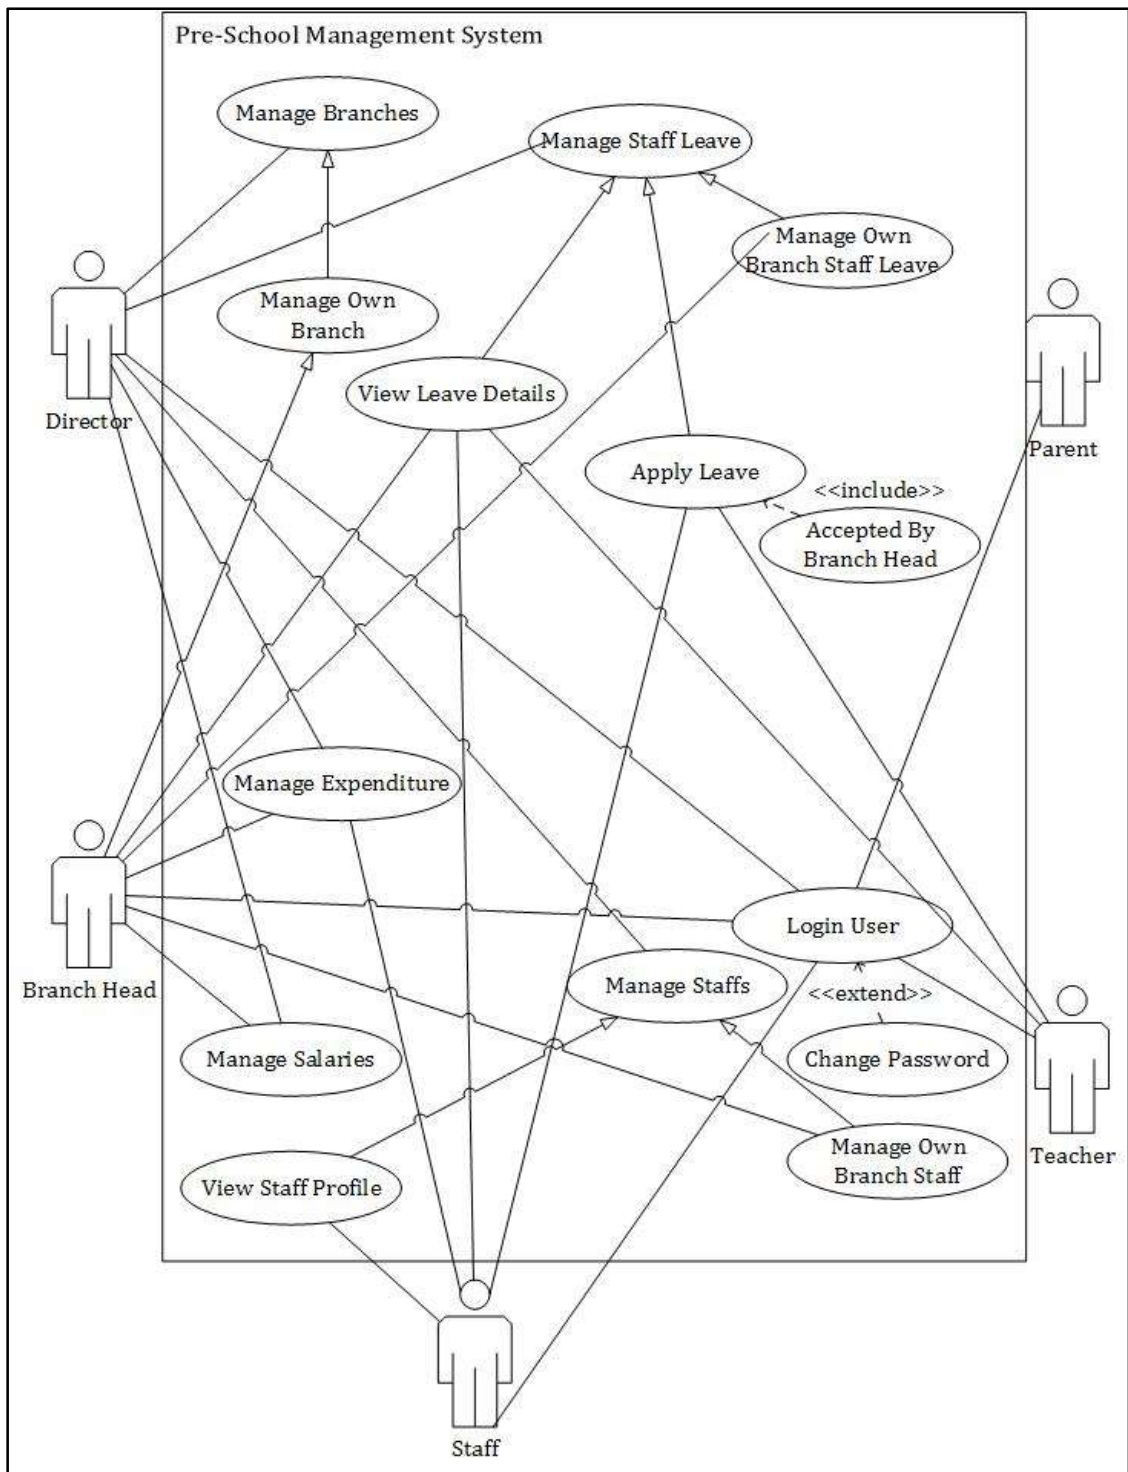 Pre-School Management System
Manage Branches
Manage Staff Leave
Manage Own
Branch Staff Leave
Manage Own
Branch
View Leave Details
Director
Parent
Apply Leave
<<include>>
Accepted By
Branch Head
Manage Expenditure
Login User
Branch Head
Manage Staffs
<<extend>>
Manage Salaries
Change Password
Manage Own
Branch Staff
Teacher
View Staff Profile
Staff